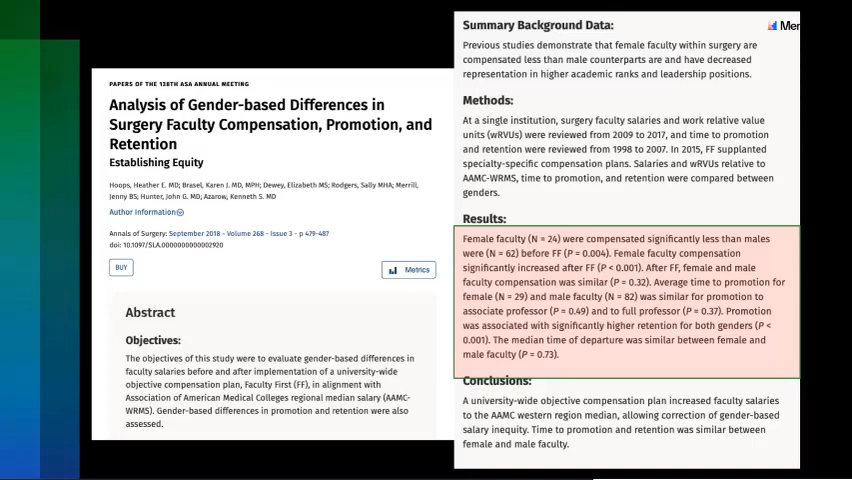 PAPERS OF THE 138TH ASA ANNUAL MEETING
Analysis of Gender-based Differences in
Surgery Faculty Compensation, Promotion, and
Retention
Establishing Equity
Hoops, Heather E. MD; Brasel, Karen J. MD, MPH; Dewey, Elizabeth MS; Rodgers, Sally MHA; Merrill,
Jenny BS; Hunter, John G. MD; Azarow, Kenneth S. MD
Author Information
Annals of Surgery: September 2018 - Volume 268 - Issue 3 - p 479-487
doi: 10.1097/SLA.0000000000002920
BUY
Metrics
Abstract
Objectives:
The objectives of this study were to evaluate gender-based differences in
faculty salaries before and after implementation of a university-wide
objective compensation plan, Faculty First (FF), in alignment with
Association of American Medical Colleges regional median salary (AAMC-
WRMS). Gender-based differences in promotion and retention were also
assessed.
Summary Background Data:
Mer
Previous studies demonstrate that female faculty within surgery are
compensated less than male counterparts are and have decreased
representation in higher academic ranks and leadership positions.
Methods:
At a single institution, surgery faculty salaries and work relative value
units (wRVUs) were reviewed from 2009 to 2017, and time to promotion
and retention were reviewed from 1998 to 2007. In 2015, FF supplanted
specialty-specific compensation plans. Salaries and wRVUs relative to
AAMC-WRMS, time to promotion, and retention were compared between
genders.
Results:
Female faculty (N = 24) were compensated significantly less than males
were (N = 62) before FF (P = 0.004). Female faculty compensation
significantly increased after FF (P < 0.001). After FF, female and male
faculty compensation was similar (P = 0.32). Average time to promotion for
female (N = 29) and male faculty (N = 82) was similar for promotion to
associate professor (P = 0.49) and to full professor (P = 0.37). Promotion
was associated with significantly higher retention for both genders (P <
0.001). The median time of departure was similar between female and
male faculty (P = 0.73).
Conclusions:
A university-wide objective compensation plan increased faculty salaries
to the AAMC western region median, allowing correction of gender-based
salary inequity. Time to promotion and retention was similar between
female and male faculty.